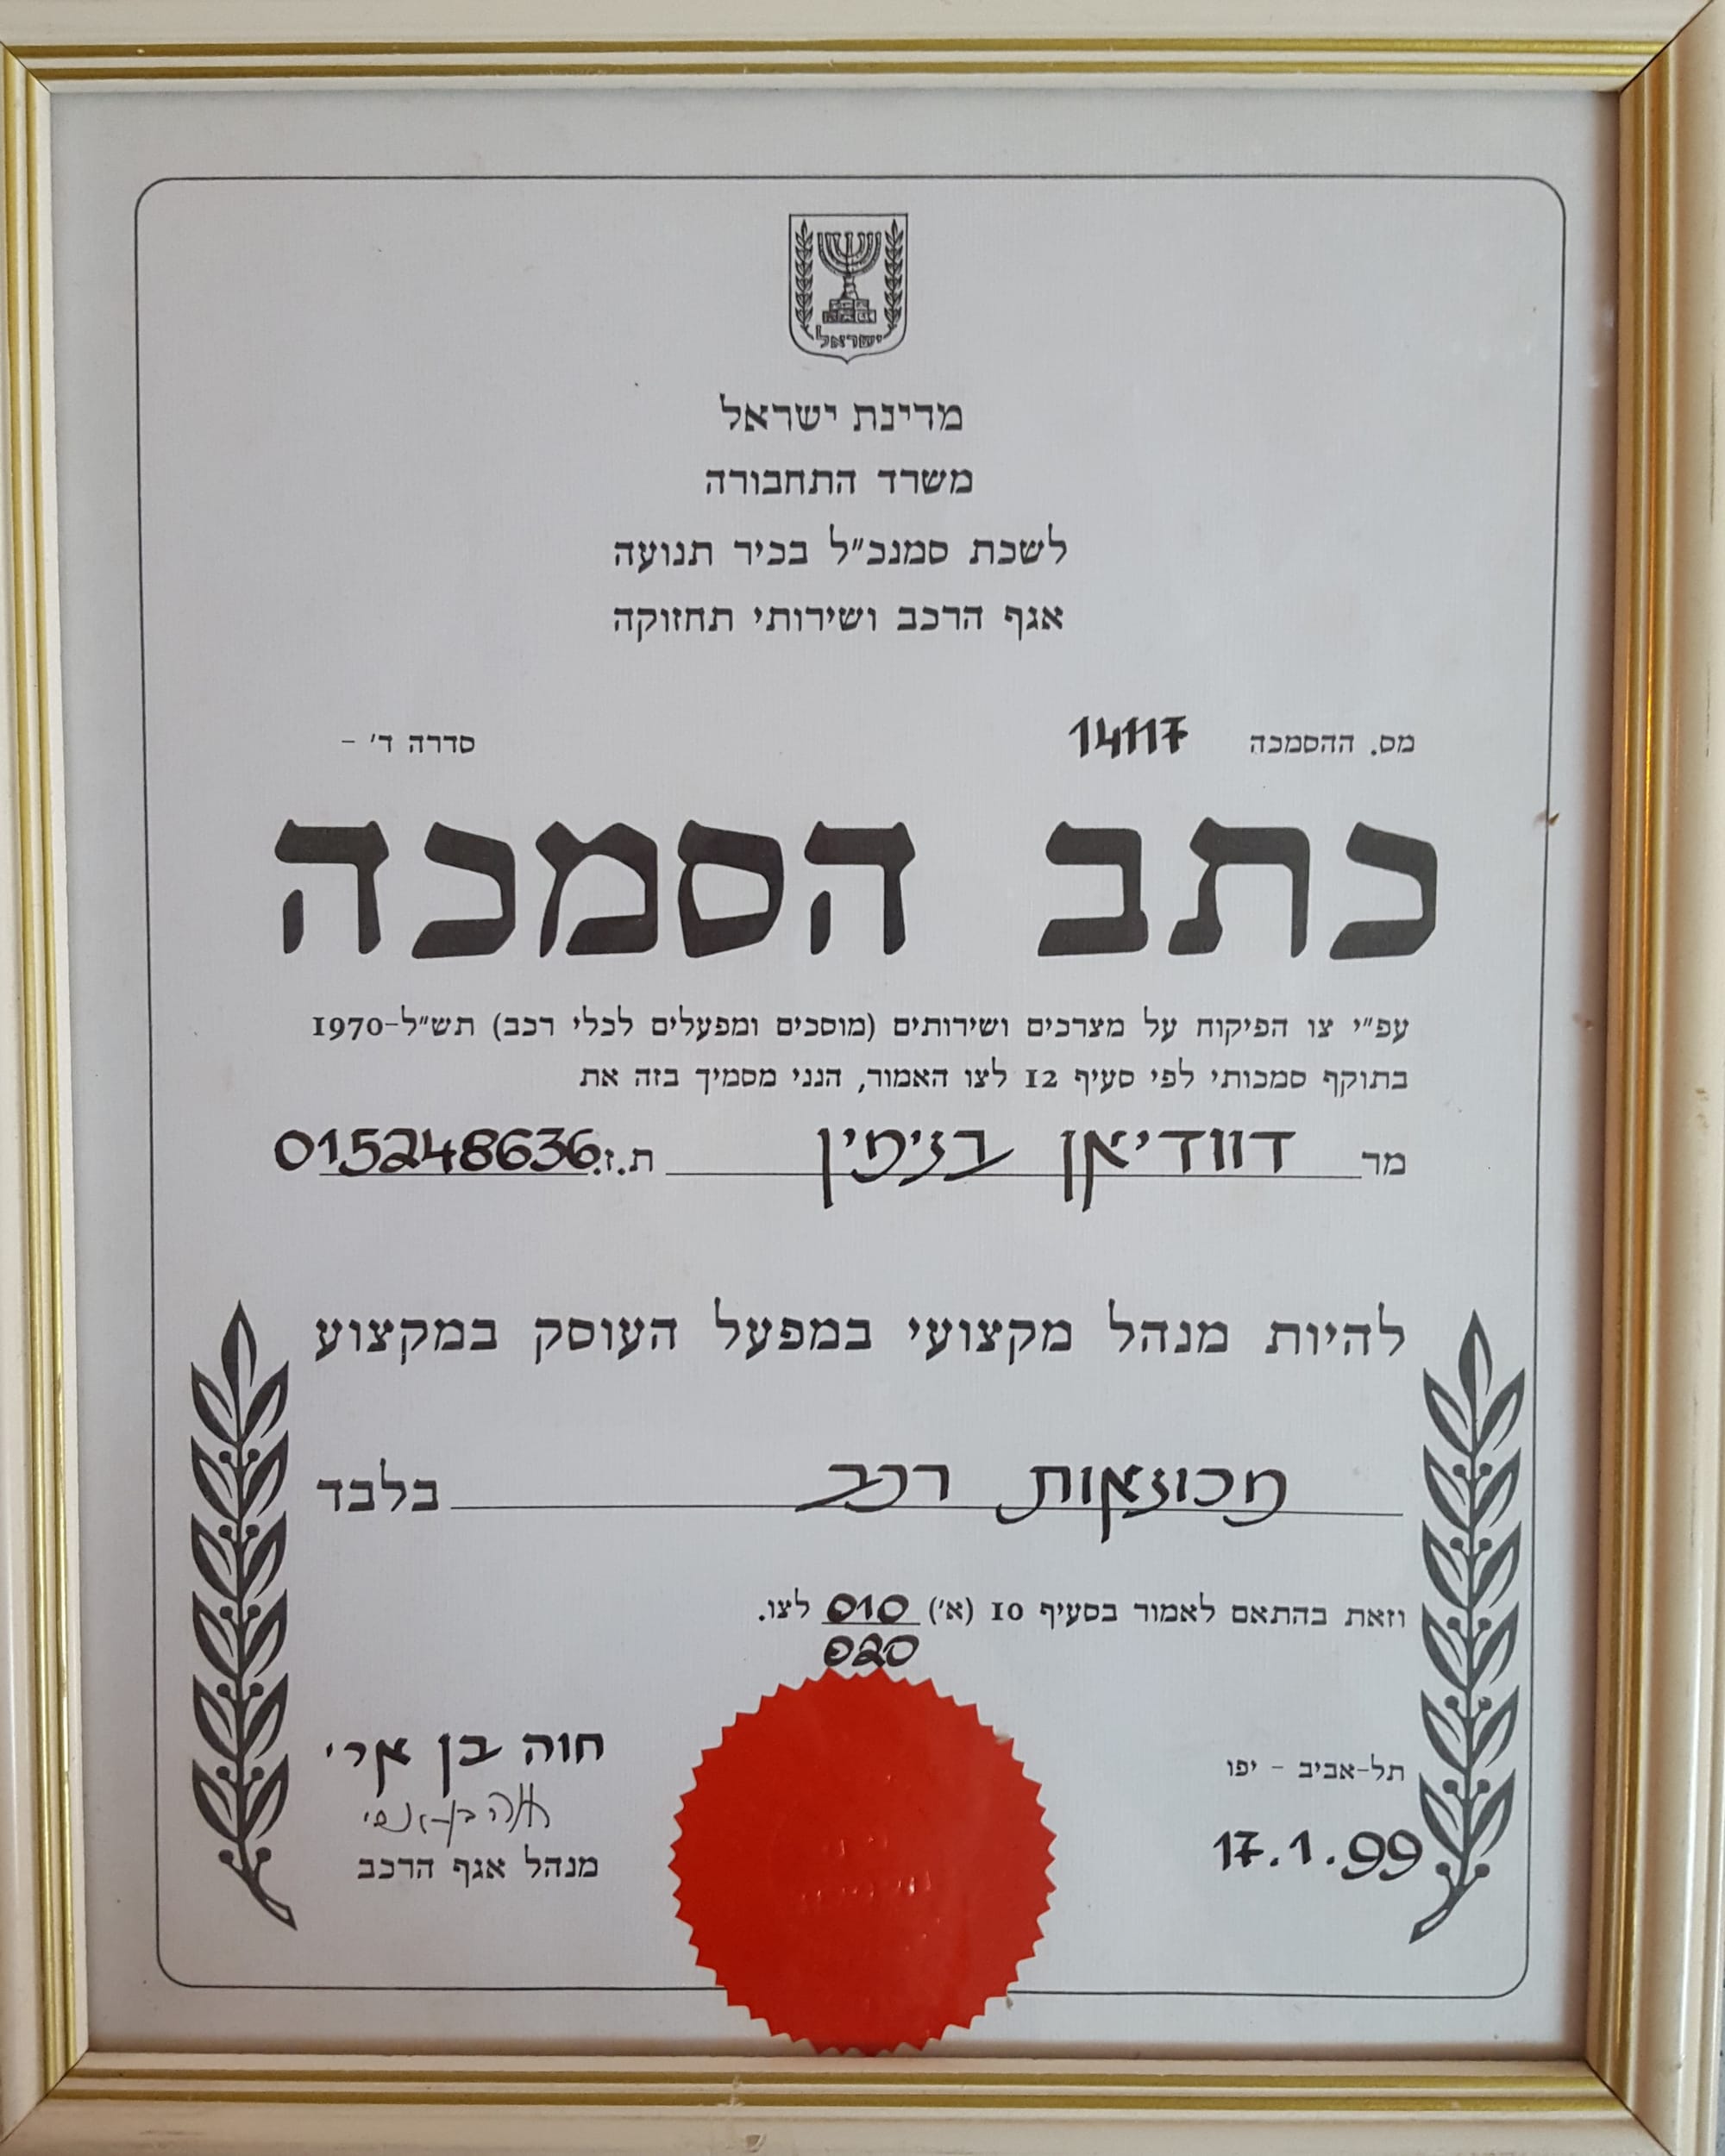 ישראל
מדינת ישראל
משרד התחבורה
לשכת סמנכ״ל בכיר תנועה
אגף הרכב ושירותי תחזוקה
מס. ההסמכה 14117 סדרה ד׳ –
כתב הסמכה
עפ״י צו הפיקוח על מצרכים ושירותים (מוסכים ומפעלים לכלי רכב) תש״ל-1970
בתוקף סמכותי לפי סעיף 12 לצו האמור, הנני מסמיך בזה את
מר דוודיאן בנימין ת.ז. 015248636
להיות מנהל מקצועי במפעל העוסק במקצוע
מכונאות רכב בלבד
וזאת בהתאם לאמור בסעיף 10 (א׳) 010 לצו.
020
תל-אביב - יפו
17.1.99
חוה בן ארי
מנהל אגף הרכב